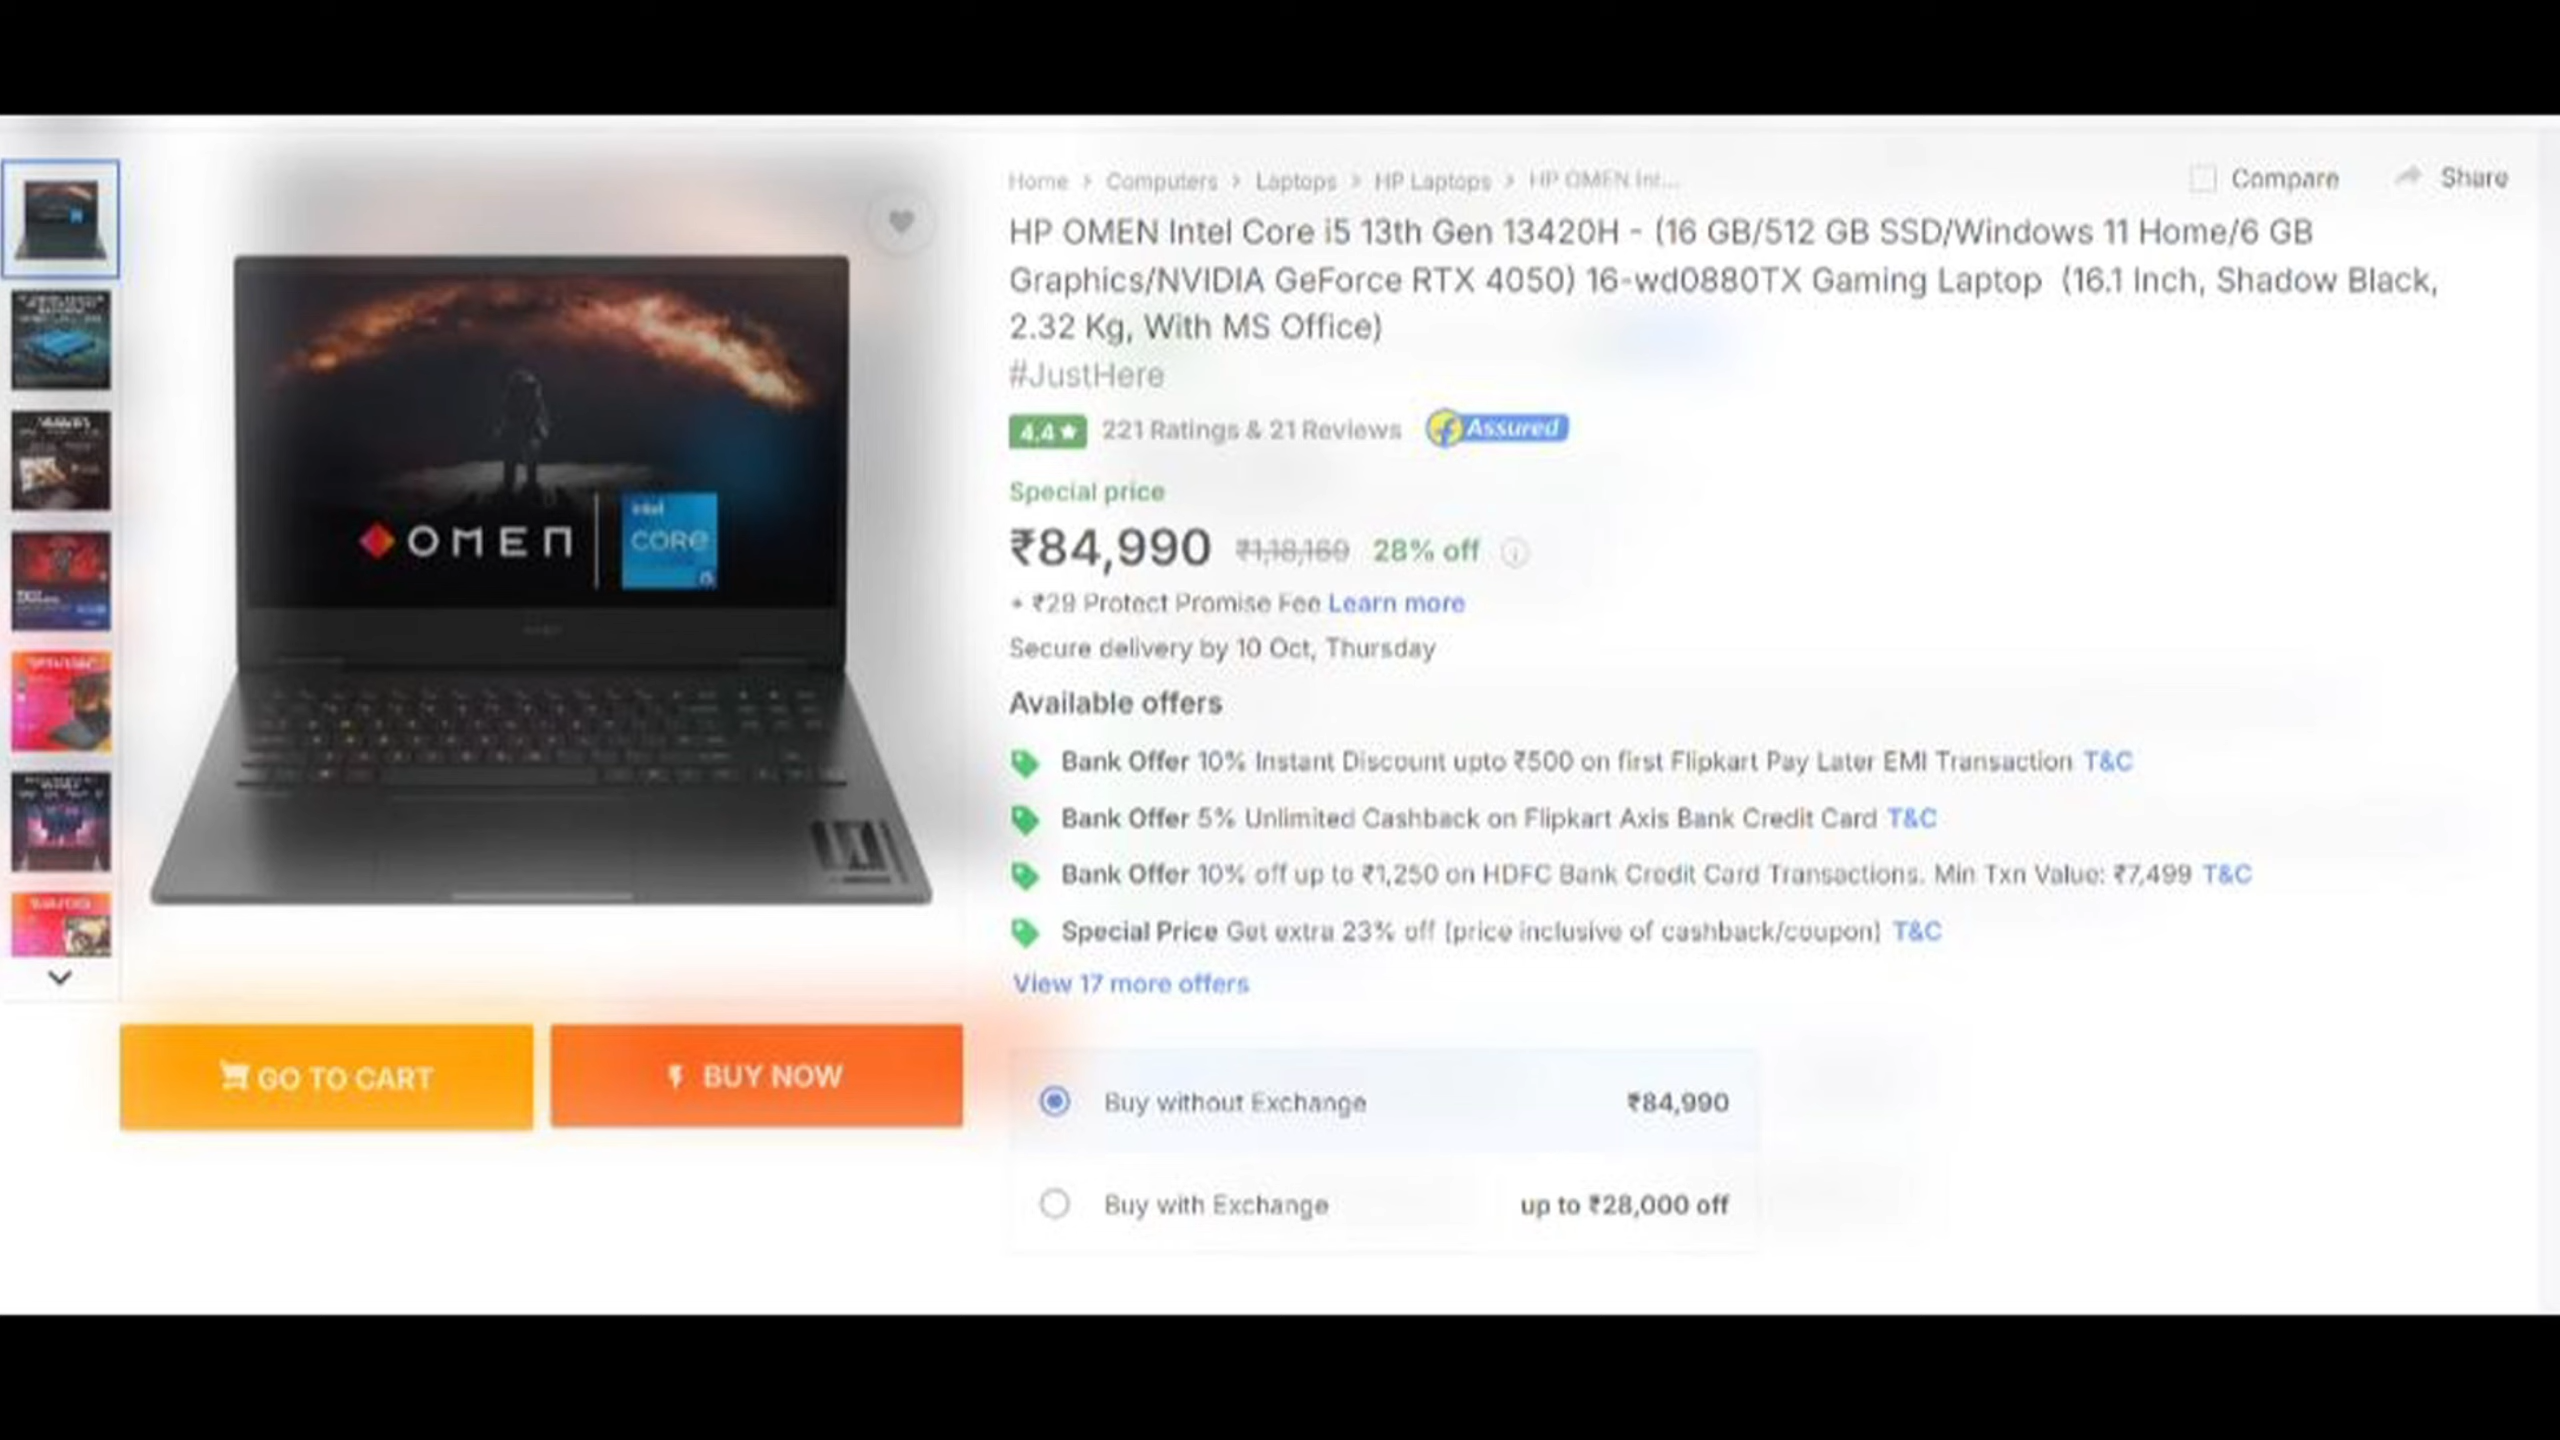 Home > Computers > Laptops > HP Laptops > HP OMEN Int...
Compare
Share
HP OMEN Intel Core i5 13th Gen 13420H - (16 GB/512 GB SSD/Windows 11 Home/6 GB
Graphics/NVIDIA GeForce RTX 4050) 16-wd0880TX Gaming Laptop (16.1 Inch, Shadow Black,
2.32 Kg, With MS Office)
#JustHere
4.4★ 221 Ratings & 21 Reviews Assured
Special price
₹84,990 ₹1,18,160 28% off
+ ₹29 Protect Promise Fee Learn more
Secure delivery by 10 Oct, Thursday
Available offers
Bank Offer 10% Instant Discount upto ₹500 on first Flipkart Pay Later EMI Transaction T&C
Bank Offer 5% Unlimited Cashback on Flipkart Axis Bank Credit Card T&C
Bank Offer 10% off up to ₹1,250 on HDFC Bank Credit Card Transactions. Min Txn Value: ₹7,499 T&C
Special Price Get extra 23% off (price inclusive of cashback/coupon) T&C
View 17 more offers
Buy without Exchange ₹84,990
Buy with Exchange up to ₹28,000 off
OMEN
intel
CORE
i5
GO TO CART
BUY NOW